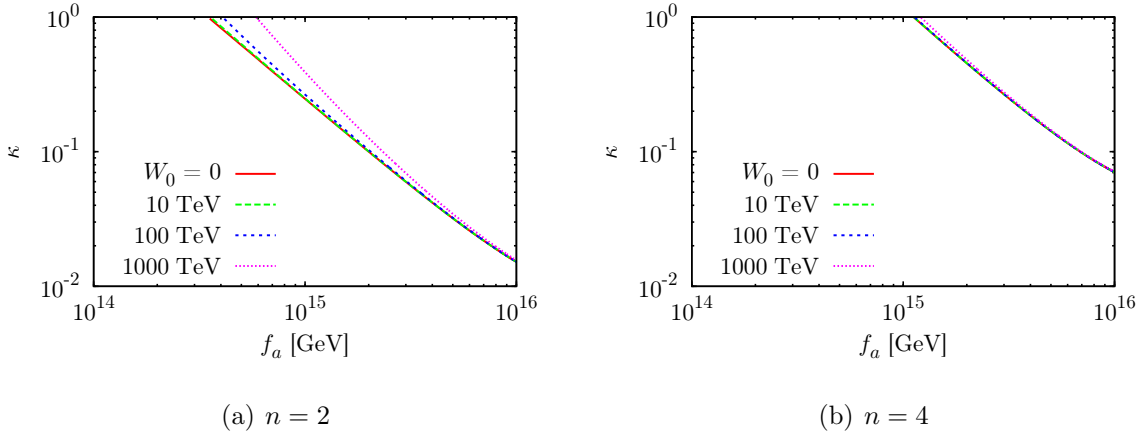 10^0
10^-1
10^-2
κ
W_0 = 0
10 TeV
100 TeV
1000 TeV
10^14
10^15
10^16
f_a [GeV]
(a) n = 2
10^0
10^-1
10^-2
κ
W_0 = 0
10 TeV
100 TeV
1000 TeV
10^14
10^15
10^16
f_a [GeV]
(b) n = 4